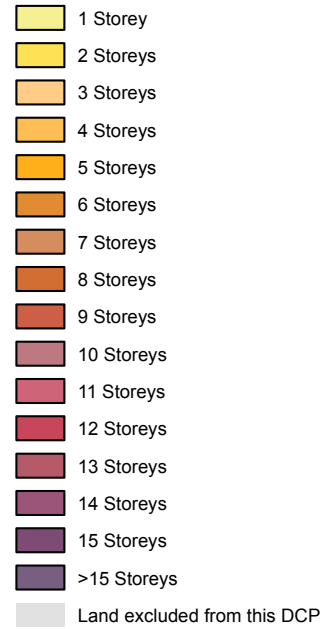 1 Storey
2 Storeys
3 Storeys
4 Storeys
5 Storeys
6 Storeys
7 Storeys
8 Storeys
9 Storeys
10 Storeys
11 Storeys
12 Storeys
13 Storeys
14 Storeys
15 Storeys
>15 Storeys
Land excluded from this DCP